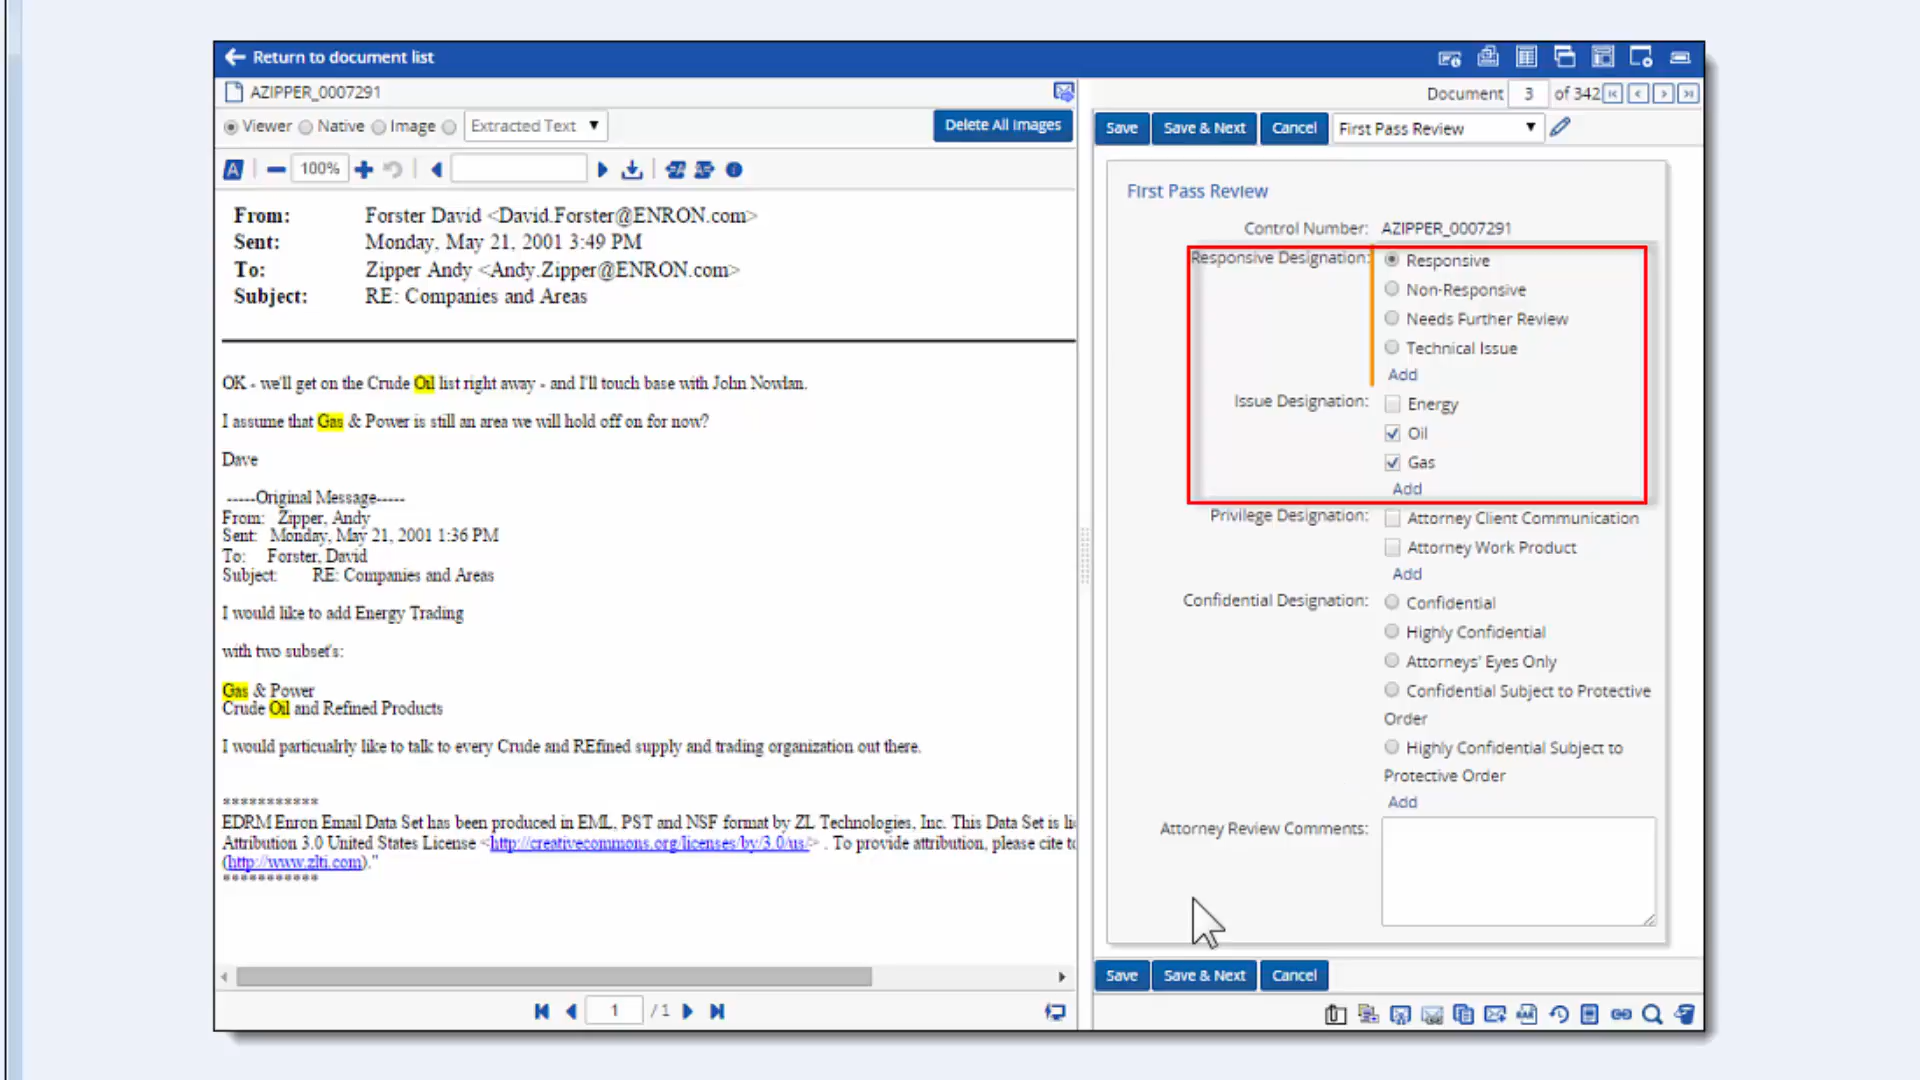 Return to document list
AZIPPER_0007291
Document 3 of 342
Viewer Native Image Extracted Text
Delete All Images
Save Save & Next Cancel First Pass Review
100%
From: Forster David <David.Forster@ENRON.com>
Sent: Monday, May 21, 2001 3:49 PM
To: Zipper Andy <Andy.Zipper@ENRON.com>
Subject: RE: Companies and Areas
OK - we'll get on the Crude Oil list right away - and I'll touch base with John Nowlan.
I assume that Gas & Power is still an area we will hold off on for now?
Dave
-----Original Message-----
From: Zipper, Andy
Sent: Monday, May 21, 2001 1:36 PM
To: Forster, David
Subject: RE: Companies and Areas
I would like to add Energy Trading
with two subset's:
Gas & Power
Crude Oil and Refined Products
I would particualrly like to talk to every Crude and REfined supply and trading organization out there.
***********
EDRM Enron Email Data Set has been produced in EML, PST and NSF format by ZL Technologies, Inc. This Data Set is li
Attribution 3.0 United States License <http://creativecommons.org/licenses/by/3.0/us/> . To provide attribution, please cite to
(http://www.zlti.com)."
***********
1 / 1
First Pass Review
Control Number: AZIPPER_0007291
Responsive Designation: Responsive
Non-Responsive
Needs Further Review
Technical Issue
Add
Issue Designation: Energy
Oil
Gas
Add
Privilege Designation: Attorney Client Communication
Attorney Work Product
Add
Confidential Designation: Confidential
Highly Confidential
Attorneys' Eyes Only
Confidential Subject to Protective
Order
Highly Confidential Subject to
Protective Order
Add
Attorney Review Comments:
Save Save & Next Cancel